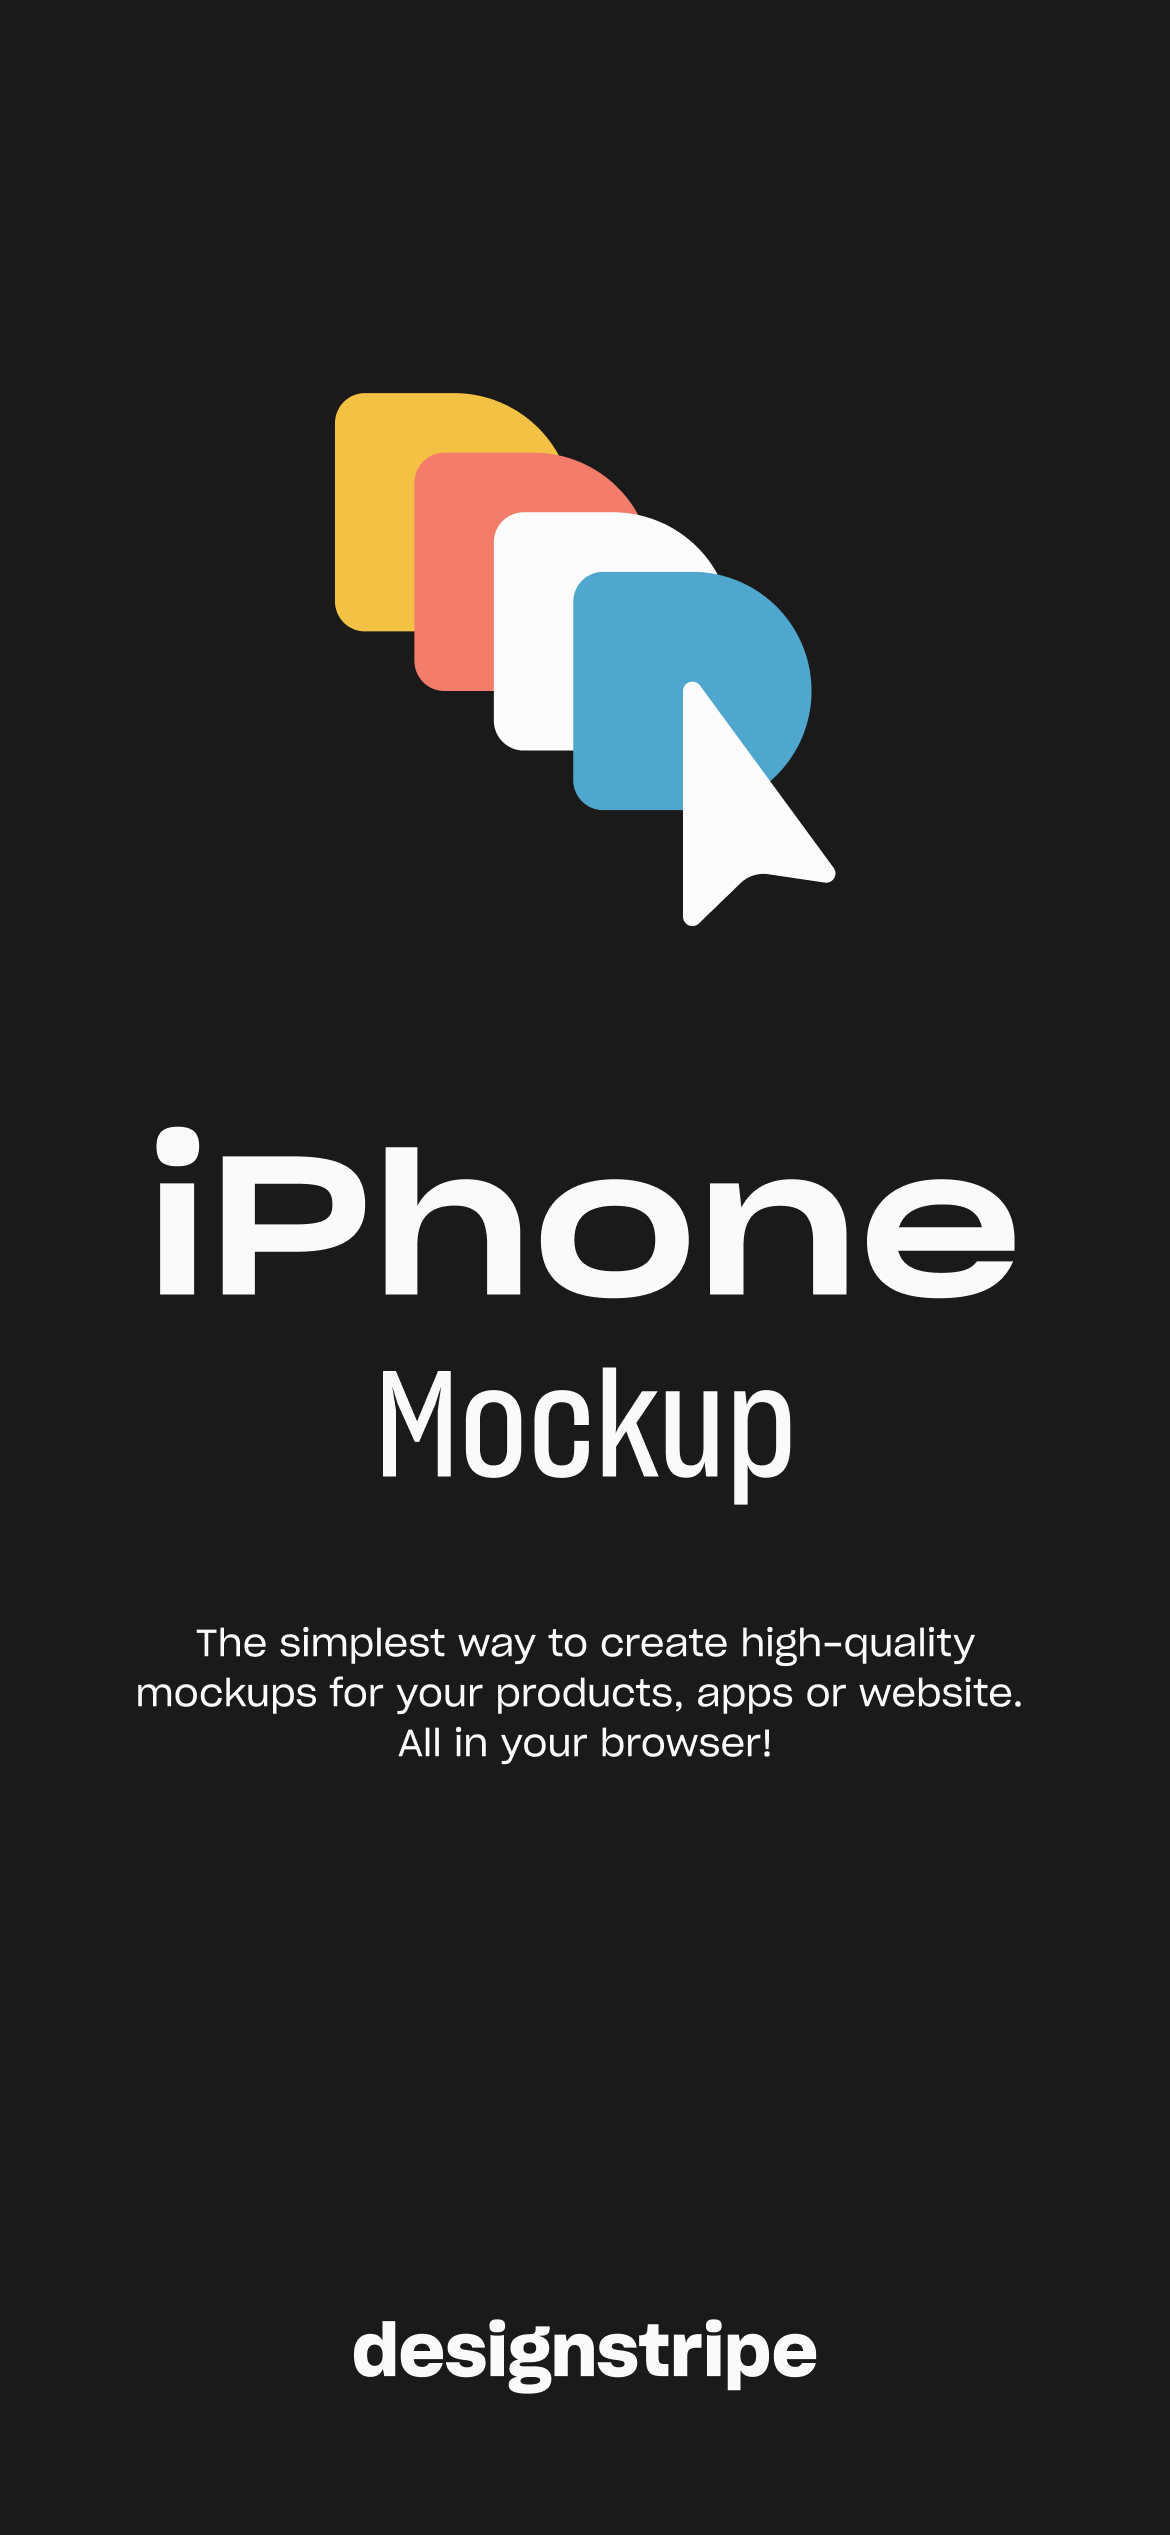 iPhone
Mockup
The simplest way to create high-quality
mockups for your products, apps or website.
All in your browser!
designstripe